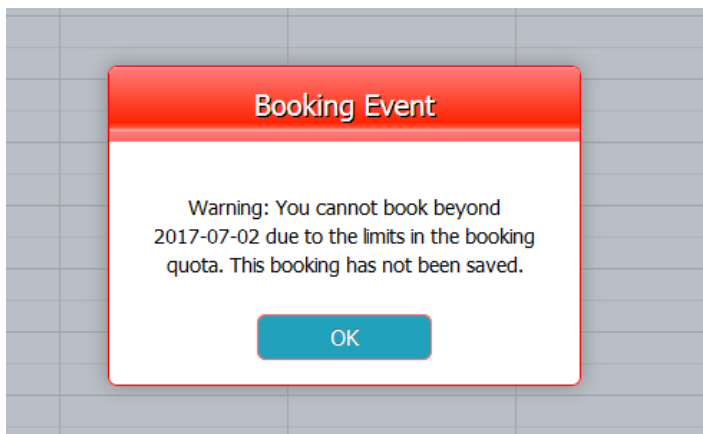 Booking Event
Warning: You cannot book beyond
2017-07-02 due to the limits in the booking
quota. This booking has not been saved.
OK